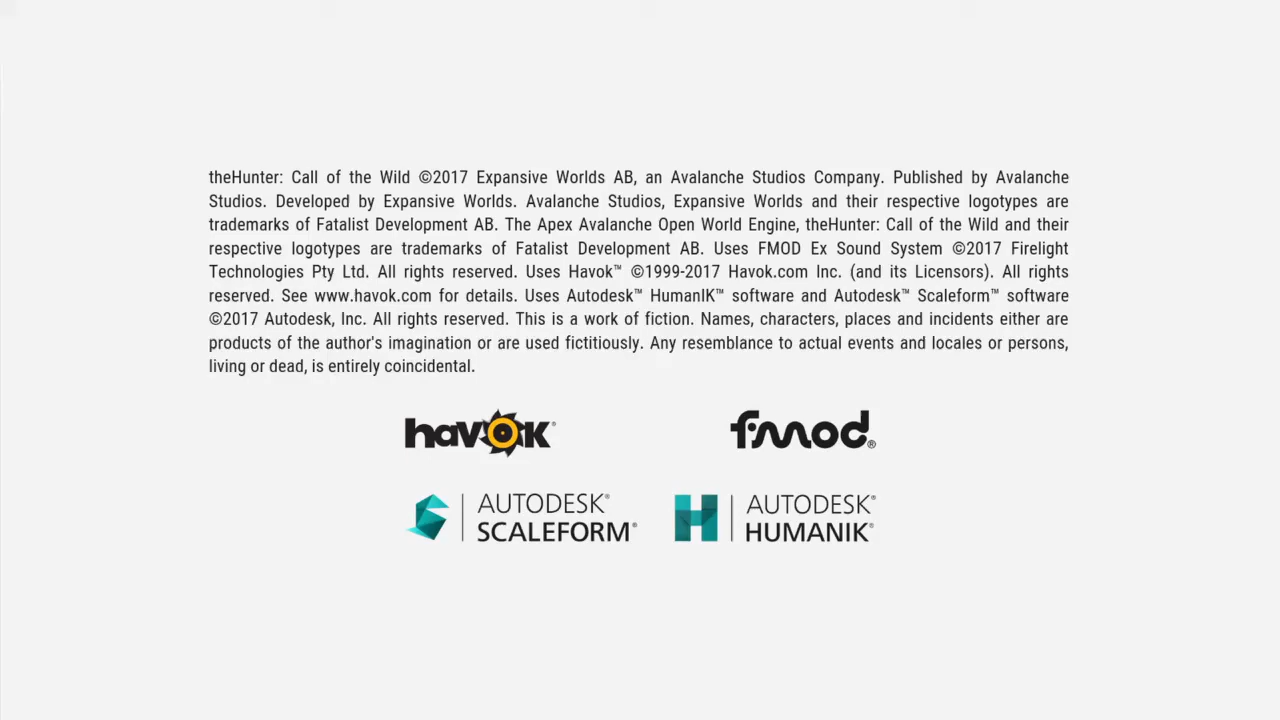 theHunter: Call of the Wild ©2017 Expansive Worlds AB, an Avalanche Studios Company. Published by Avalanche
Studios. Developed by Expansive Worlds. Avalanche Studios, Expansive Worlds and their respective logotypes are
trademarks of Fatalist Development AB. The Apex Avalanche Open World Engine, theHunter: Call of the Wild and their
respective logotypes are trademarks of Fatalist Development AB. Uses FMOD Ex Sound System ©2017 Firelight
Technologies Pty Ltd. All rights reserved. Uses Havok™ ©1999-2017 Havok.com Inc. (and its Licensors). All rights
reserved. See www.havok.com for details. Uses Autodesk™ HumanIK™ software and Autodesk™ Scaleform™ software
©2017 Autodesk, Inc. All rights reserved. This is a work of fiction. Names, characters, places and incidents either are
products of the author's imagination or are used fictitiously. Any resemblance to actual events and locales or persons,
living or dead, is entirely coincidental.
havok®
fmod®
AUTODESK®
SCALEFORM®
AUTODESK®
HUMANIK®